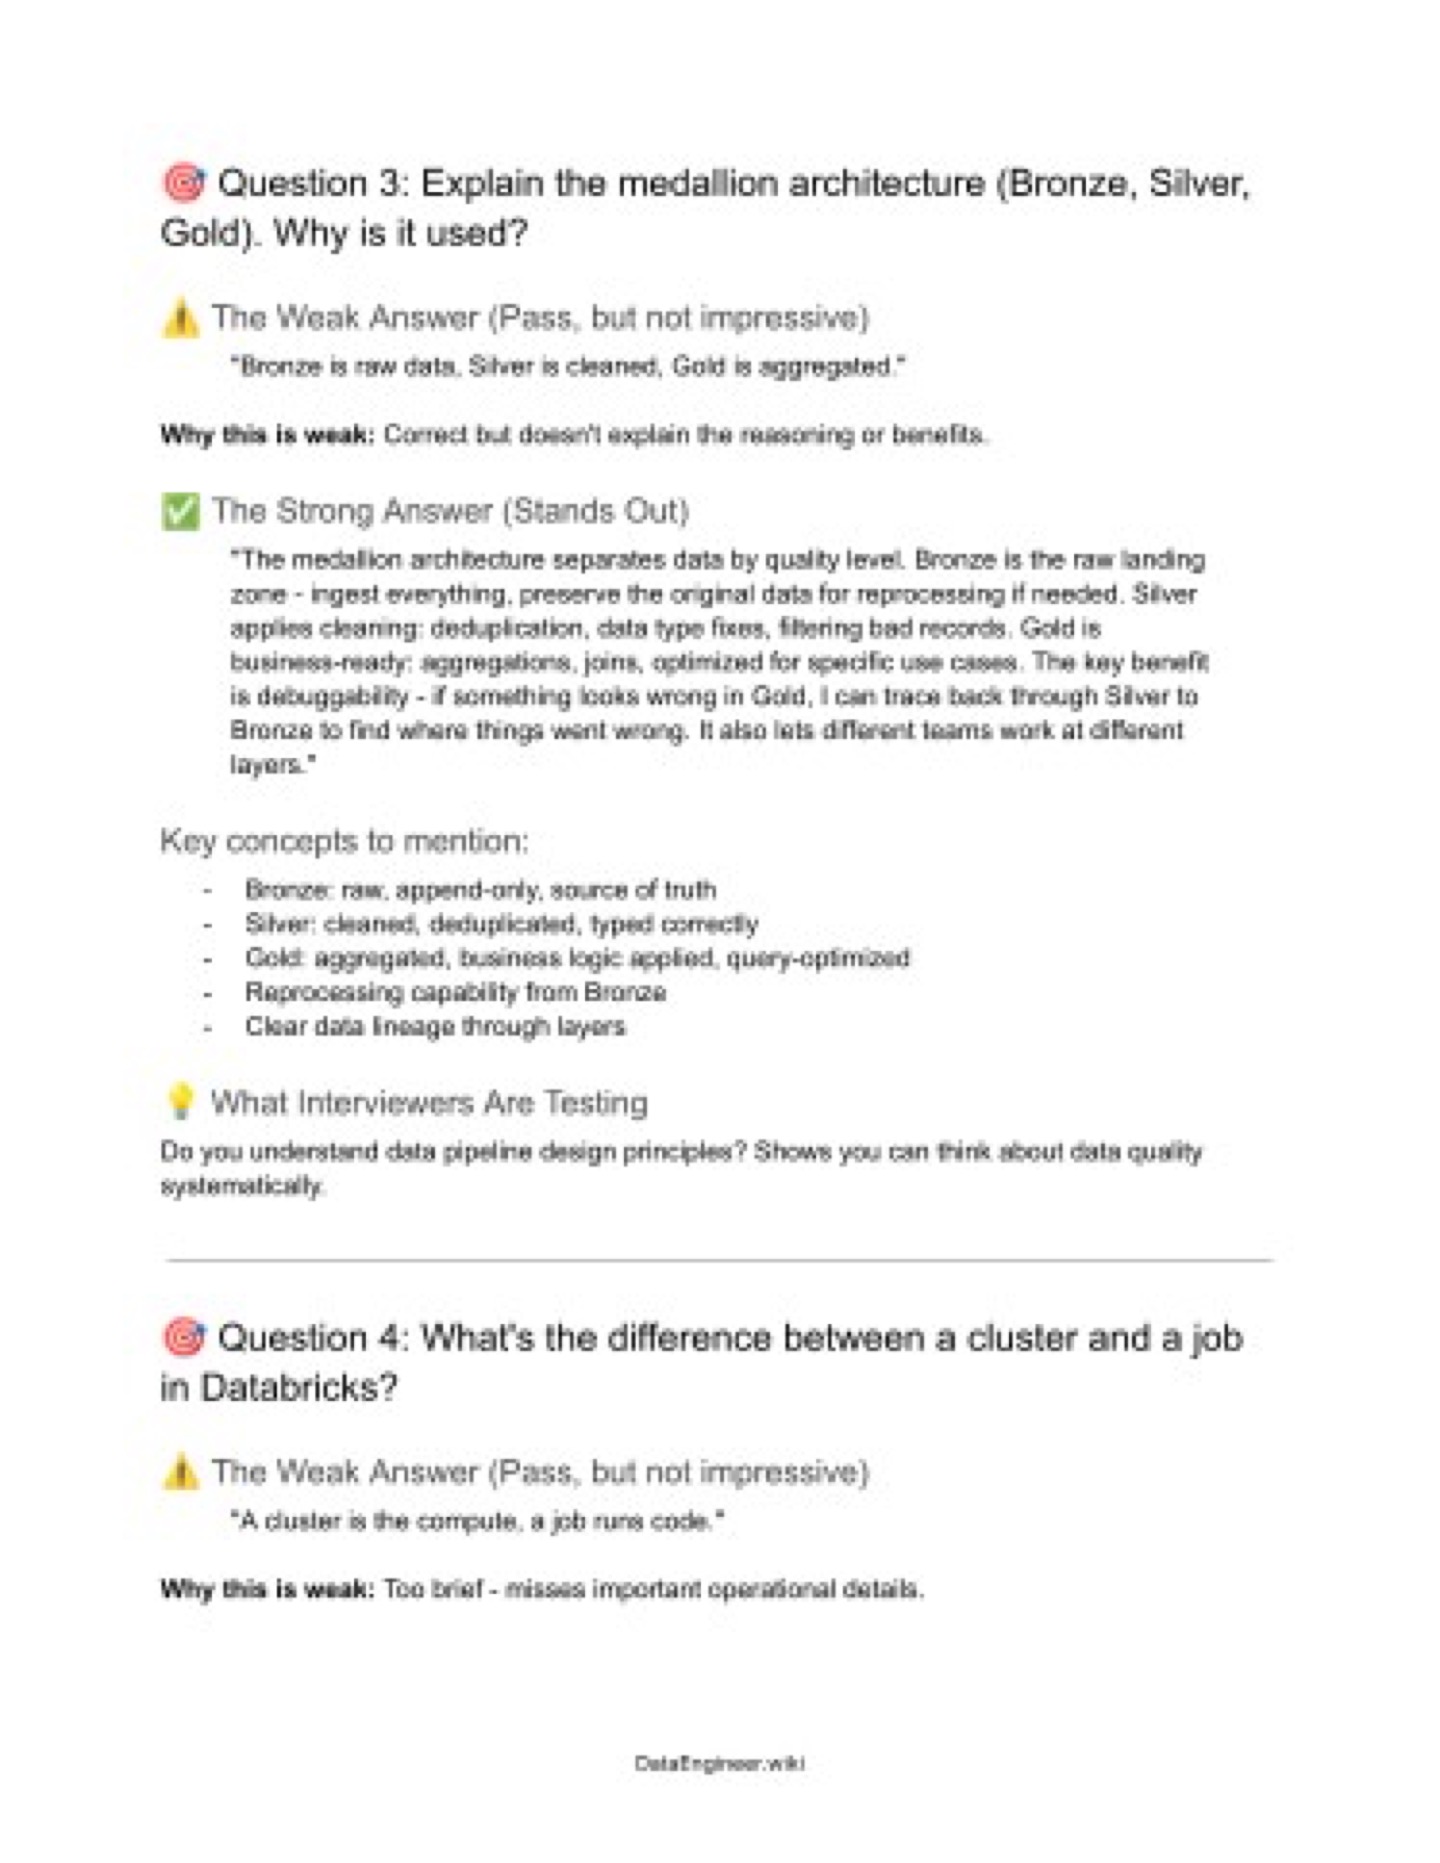 🎯 Question 3: Explain the medallion architecture (Bronze, Silver,
Gold). Why is it used?
⚠️ The Weak Answer (Pass, but not impressive)
"Bronze is raw data, Silver is cleaned, Gold is aggregated."
Why this is weak: Correct but doesn't explain the reasoning or benefits.
✅ The Strong Answer (Stands Out)
"The medallion architecture separates data by quality level. Bronze is the raw landing
zone - ingest everything, preserve the original data for reprocessing if needed. Silver
applies cleaning: deduplication, data type fixes, filtering bad records. Gold is
business-ready: aggregations, joins, optimized for specific use cases. The key benefit
is debuggability - if something looks wrong in Gold, I can trace back through Silver to
Bronze to find where things went wrong. It also lets different teams work at different
layers."
Key concepts to mention:
- Bronze: raw, append-only, source of truth
- Silver: cleaned, deduplicated, typed correctly
- Gold: aggregated, business logic applied, query-optimized
- Reprocessing capability from Bronze
- Clear data lineage through layers
💡 What Interviewers Are Testing
Do you understand data pipeline design principles? Shows you can think about data quality
systematically.
🎯 Question 4: What's the difference between a cluster and a job
in Databricks?
⚠️ The Weak Answer (Pass, but not impressive)
"A cluster is the compute, a job runs code."
Why this is weak: Too brief - misses important operational details.
DataEngineer.wiki